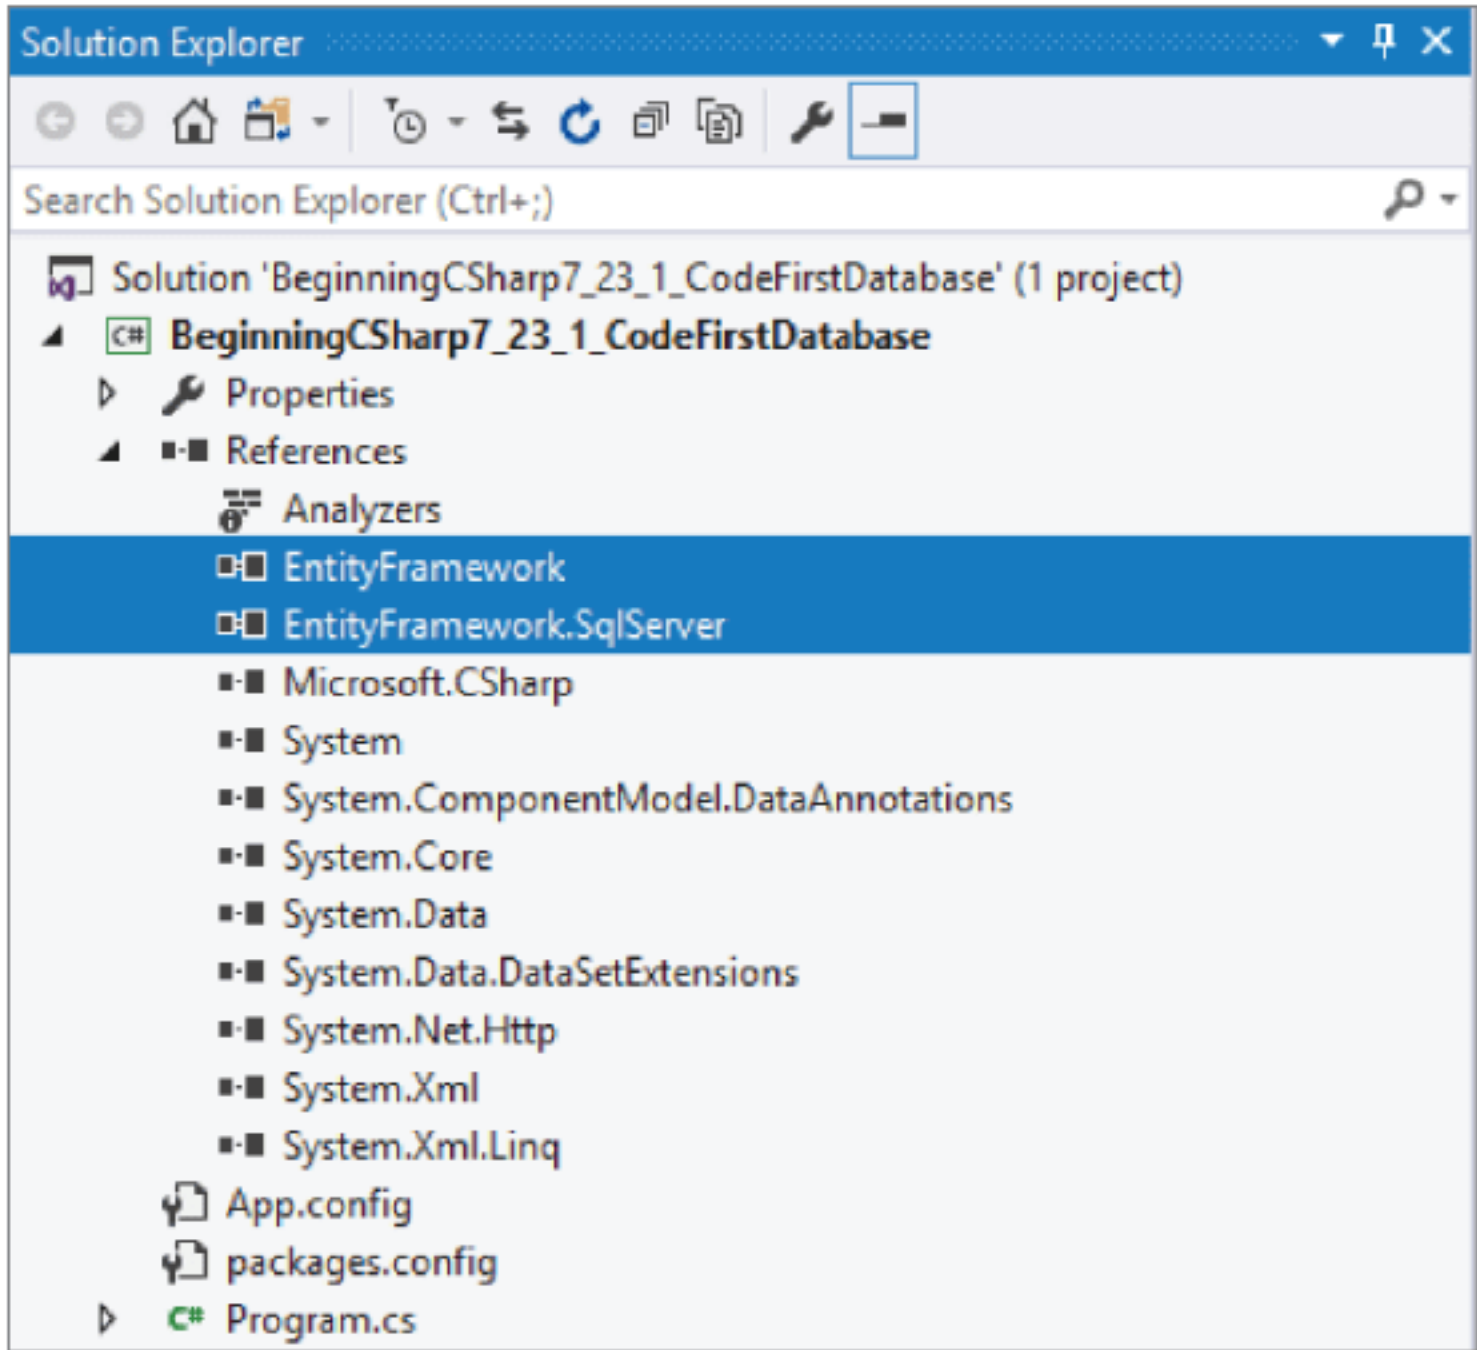 Solution Explorer
Search Solution Explorer (Ctrl+;)
Solution 'BeginningCSharp7_23_1_CodeFirstDatabase' (1 project)
C# BeginningCSharp7_23_1_CodeFirstDatabase
Properties
References
Analyzers
EntityFramework
EntityFramework.SqlServer
Microsoft.CSharp
System
System.ComponentModel.DataAnnotations
System.Core
System.Data
System.Data.DataSetExtensions
System.Net.Http
System.Xml
System.Xml.Linq
App.config
packages.config
C# Program.cs